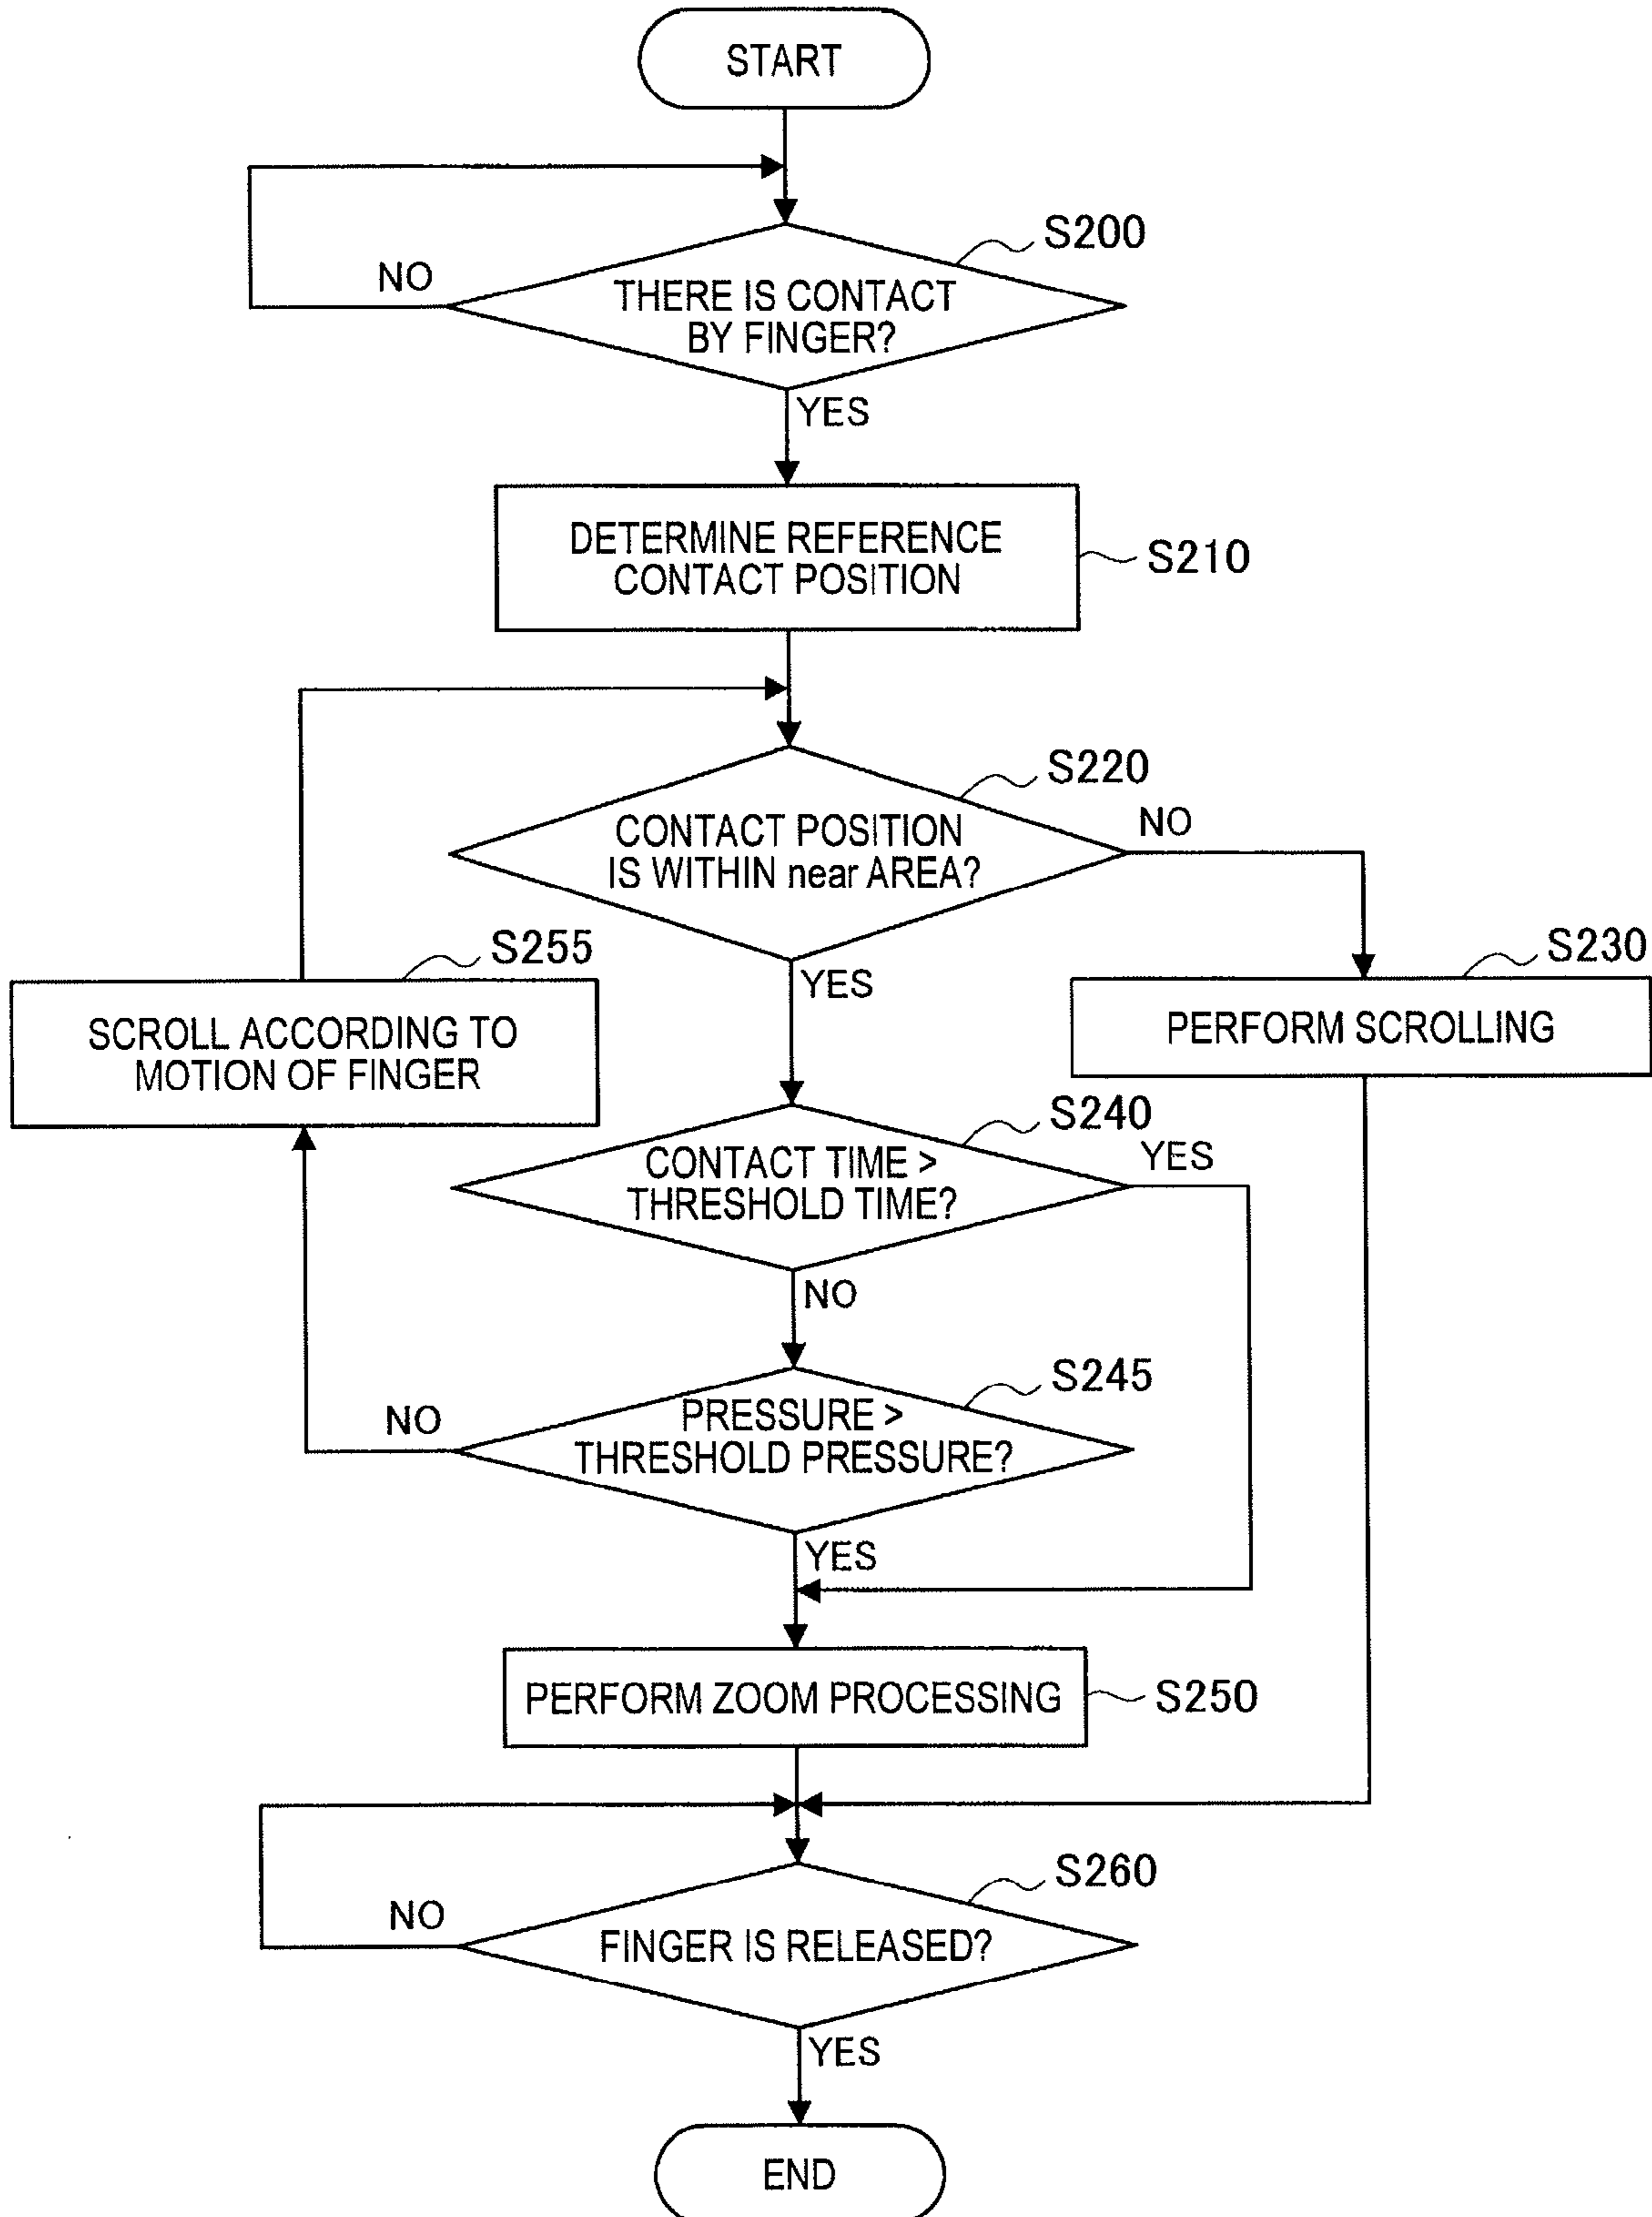 START
S200
NO
THERE IS CONTACT
BY FINGER?
YES
DETERMINE REFERENCE
CONTACT POSITION
S210
S220
CONTACT POSITION
IS WITHIN near AREA?
NO
S255
YES
S230
SCROLL ACCORDING TO
MOTION OF FINGER
PERFORM SCROLLING
S240
CONTACT TIME >
THRESHOLD TIME?
YES
NO
S245
NO
PRESSURE >
THRESHOLD PRESSURE?
YES
PERFORM ZOOM PROCESSING
S250
S260
NO
FINGER IS RELEASED?
YES
END